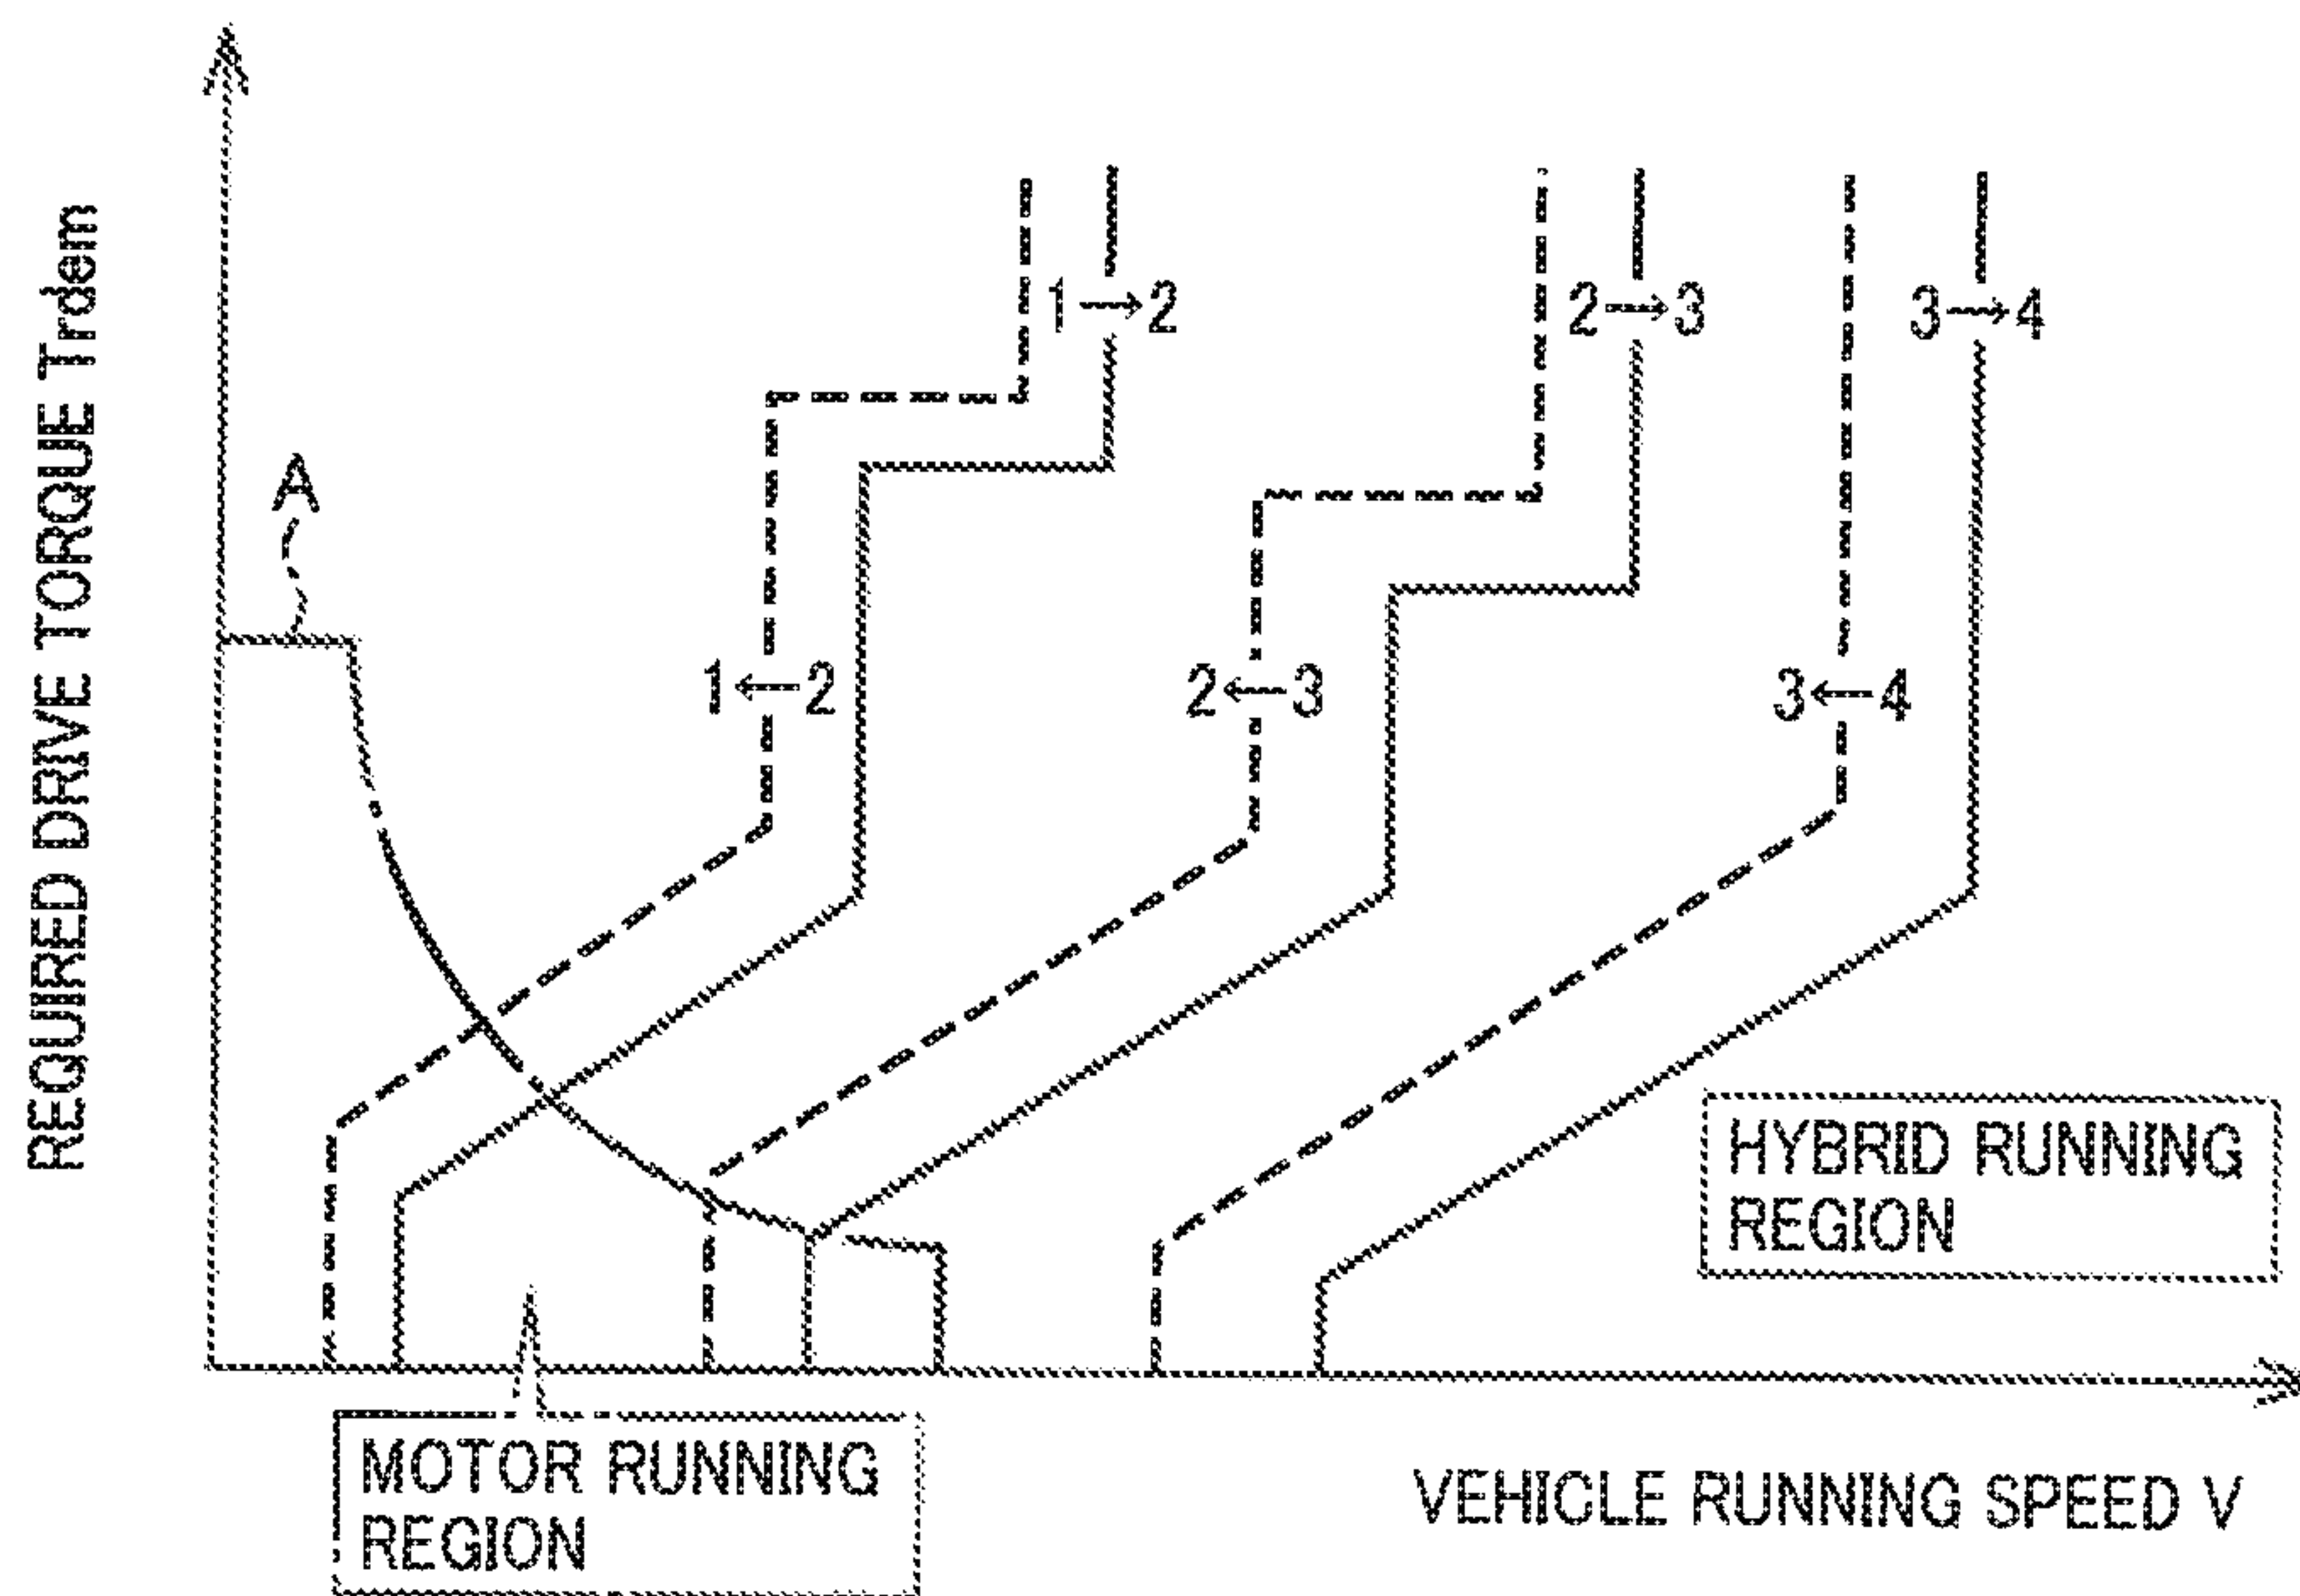 REQUIRED DRIVE TORQUE Trdem
A
1→2
2→3
3→4
1←2
2←3
3←4
HYBRID RUNNING
REGION
MOTOR RUNNING
REGION
VEHICLE RUNNING SPEED V